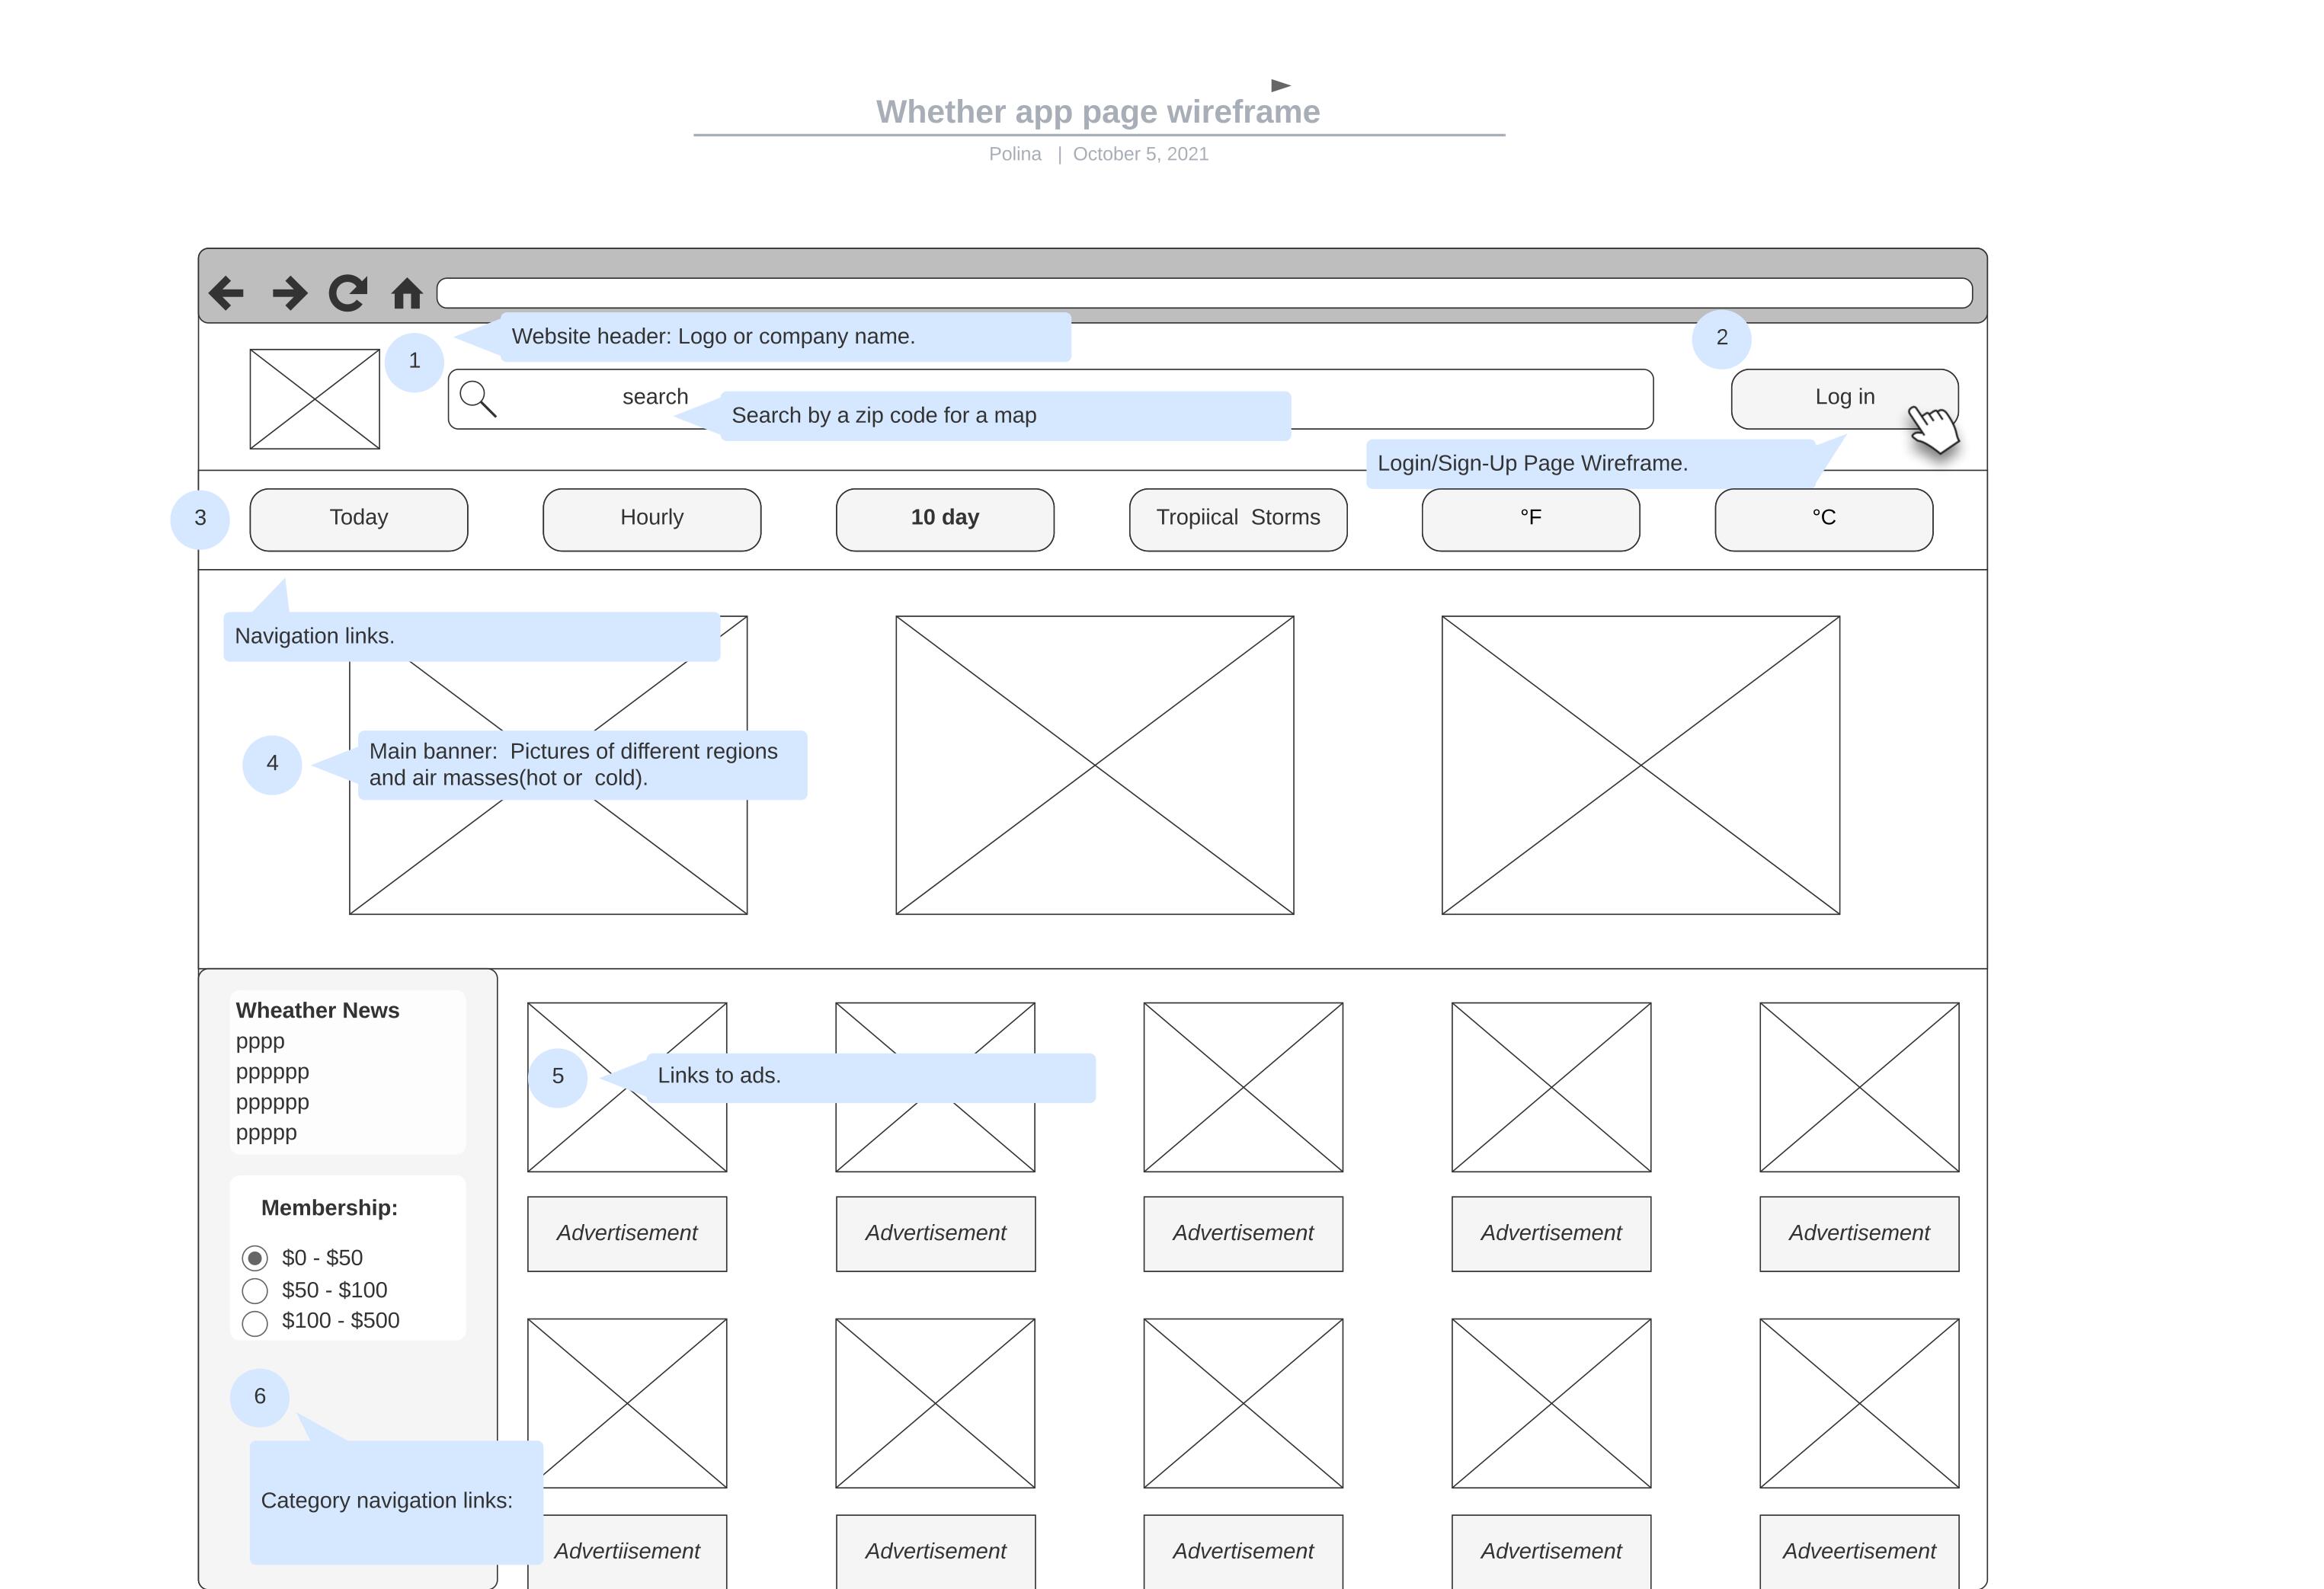 Whether app page wireframe
Polina | October 5, 2021
Website header: Logo or company name.
1
2
search
Search by a zip code for a map
Log in
Login/Sign-Up Page Wireframe.
3
Today
Hourly
10 day
Tropiical Storms
°F
°C
Navigation links.
4
Main banner: Pictures of different regions
and air masses(hot or cold).
Wheather News
pppp
pppppp
pppppp
ppppp
5
Links to ads.
Membership:
$0 - $50
$50 - $100
$100 - $500
Advertisement
Advertisement
Advertisement
Advertisement
Advertisement
6
Category navigation links:
Advertiisement
Advertisement
Advertisement
Advertisement
Adveertisement